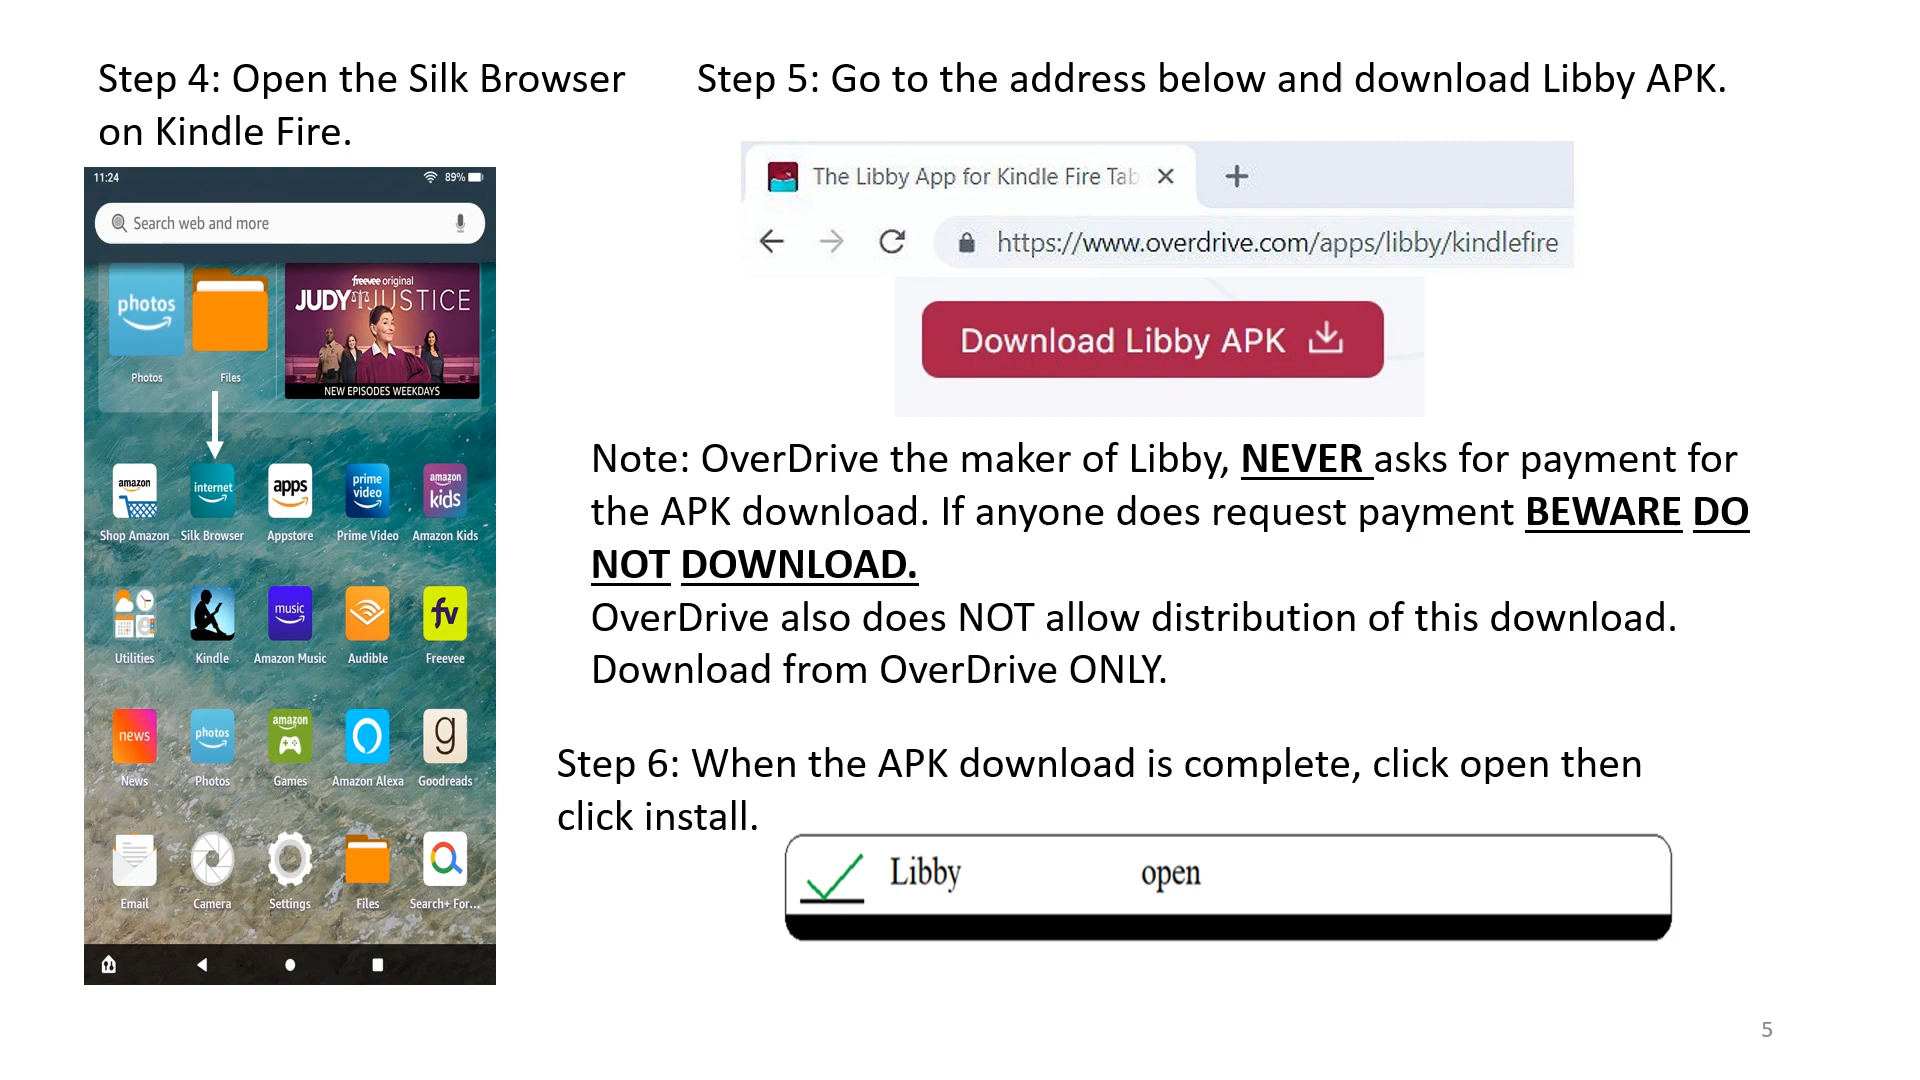 Step 4: Open the Silk Browser
on Kindle Fire.
11:24
89%
Search web and more
photos
Photos
Files
freevee original
JUDY JUSTICE
NEW EPISODES WEEKDAYS
amazon
internet
apps
prime video
amazon kids
Shop Amazon
Silk Browser
Appstore
Prime Video
Amazon Kids
music
fv
Utilities
Kindle
Amazon Music
Audible
Freevee
news
photos
amazon
g
News
Photos
Games
Amazon Alexa
Goodreads
Email
Camera
Settings
Files
Search+ For...
Step 5: Go to the address below and download Libby APK.
The Libby App for Kindle Fire Tab
https://www.overdrive.com/apps/libby/kindlefire
Download Libby APK
Note: OverDrive the maker of Libby, NEVER asks for payment for
the APK download. If anyone does request payment BEWARE DO
NOT DOWNLOAD.
OverDrive also does NOT allow distribution of this download.
Download from OverDrive ONLY.
Step 6: When the APK download is complete, click open then
click install.
Libby open
5